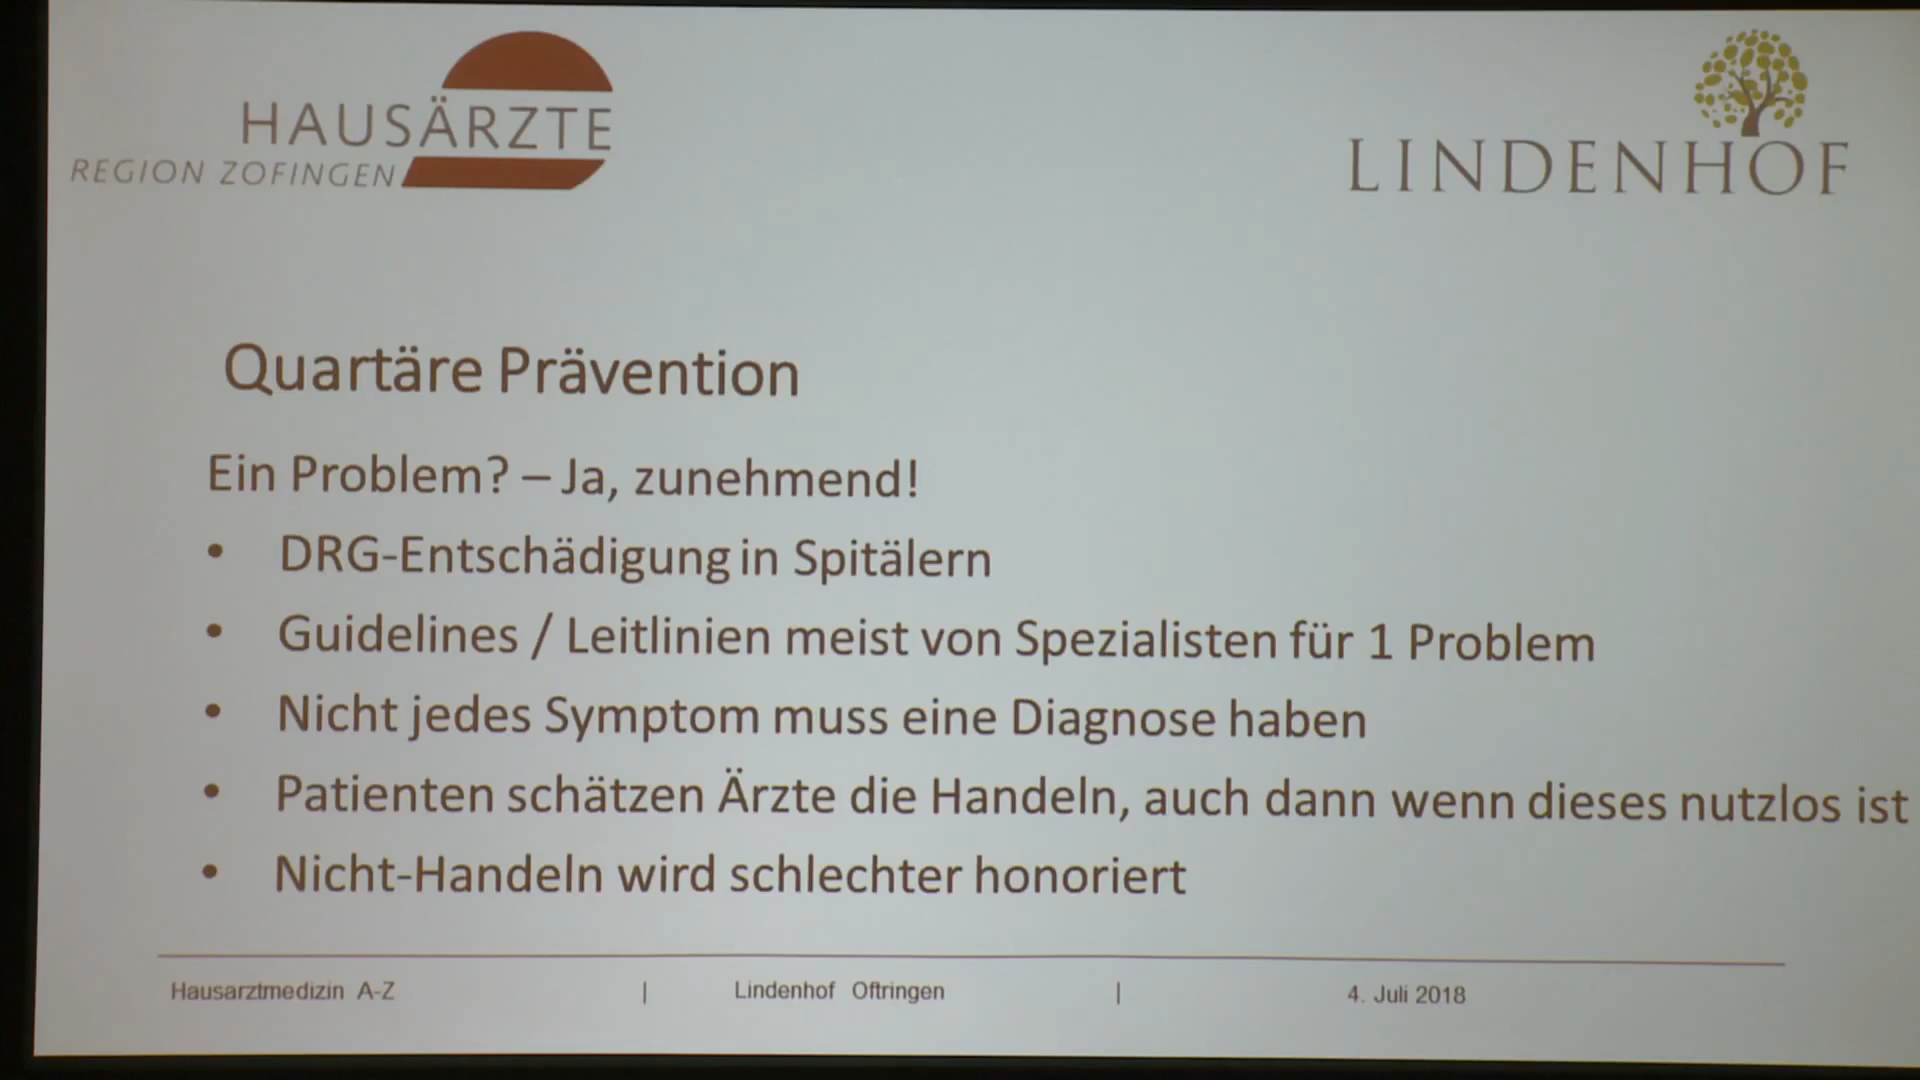 HAUSÄRZTE
REGION ZOFINGEN
LINDENHOF
Quartäre Prävention
Ein Problem? – Ja, zunehmend!
• DRG-Entschädigung in Spitälern
• Guidelines / Leitlinien meist von Spezialisten für 1 Problem
• Nicht jedes Symptom muss eine Diagnose haben
• Patienten schätzen Ärzte die Handeln, auch dann wenn dieses nutzlos ist
• Nicht-Handeln wird schlechter honoriert
Hausarztmedizin A-Z | Lindenhof Oftringen | 4. Juli 2018